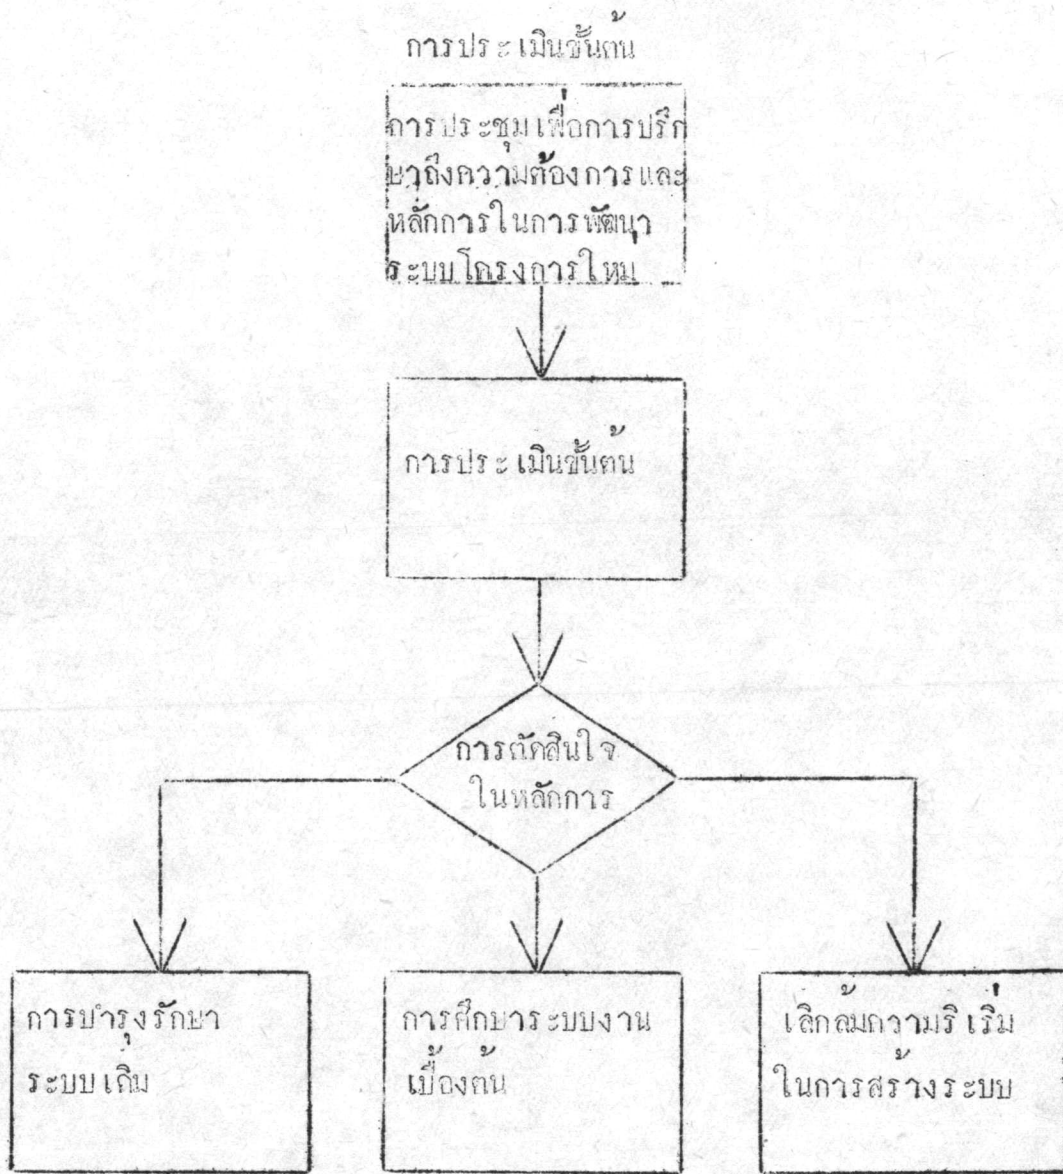 การประเมินขั้นต้น
การประชุมเพื่อการปรึก
ษาถึงความต้องการและ
หลักการในการพัฒนา
ระบบโครงการใหม่
การประเมินขั้นต้น
การตัดสินใจ
ในหลักการ
การบำรุงรักษา
ระบบเดิม
การศึกษาระบบงาน
เบื้องต้น
เลิกล้มความริเริ่ม
ในการสร้างระบบ